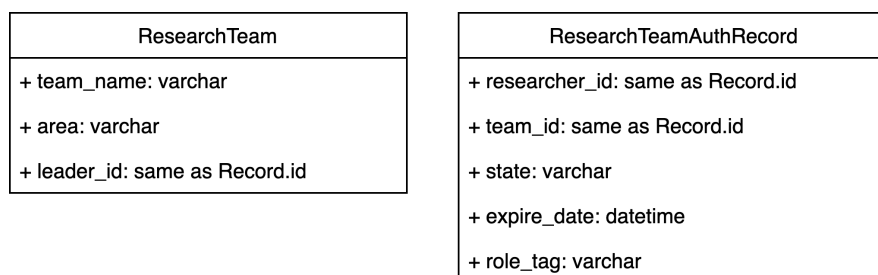 ResearchTeam
+ team_name: varchar
+ area: varchar
+ leader_id: same as Record.id
ResearchTeamAuthRecord
+ researcher_id: same as Record.id
+ team_id: same as Record.id
+ state: varchar
+ expire_date: datetime
+ role_tag: varchar